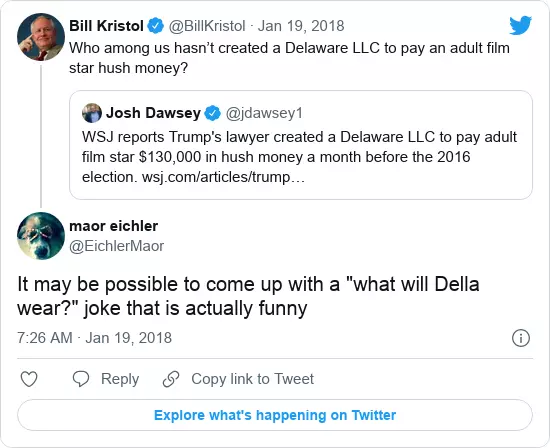 Bill Kristol @BillKristol · Jan 19, 2018
Who among us hasn’t created a Delaware LLC to pay an adult film
star hush money?
Josh Dawsey @jdawsey1
WSJ reports Trump's lawyer created a Delaware LLC to pay adult
film star $130,000 in hush money a month before the 2016
election. wsj.com/articles/trump…
maor eichler
@EichlerMaor
It may be possible to come up with a "what will Della
wear?" joke that is actually funny
7:26 AM · Jan 19, 2018
Reply Copy link to Tweet
Explore what's happening on Twitter